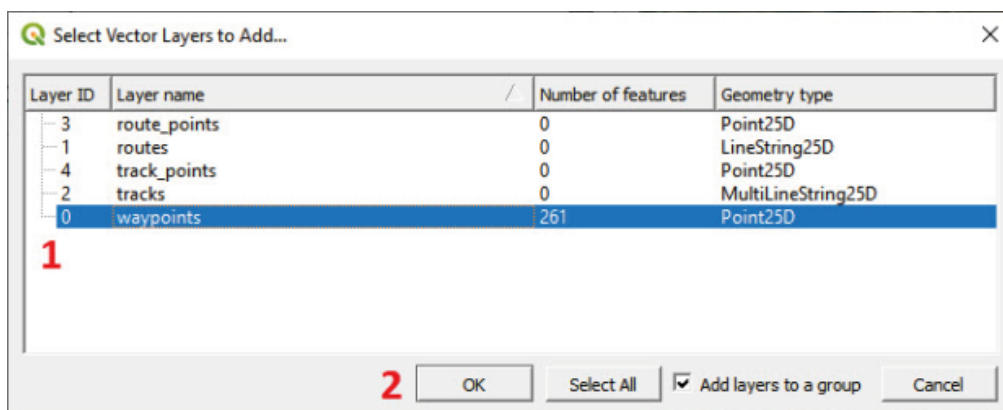 Select Vector Layers to Add...
Layer ID Layer name Number of features Geometry type
3 route_points 0 Point25D
1 routes 0 LineString25D
4 track_points 0 Point25D
2 tracks 0 MultiLineString25D
0 waypoints 261 Point25D
1
2 OK Select All Add layers to a group Cancel